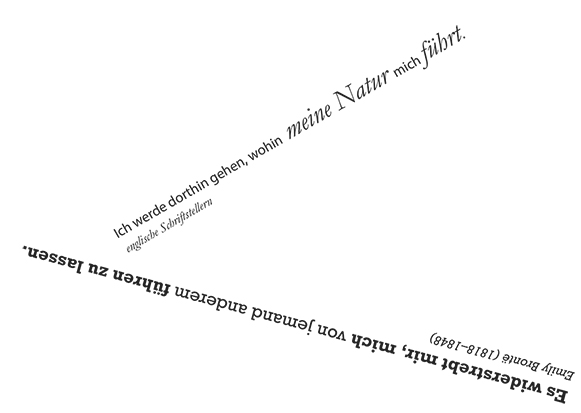 Ich werde dorthin gehen, wohin meine Natur mich führt.
englische Schriftstellern
Es widerstrebt mir, mich von jemand anderem führen zu lassen.
Emily Brontë (1818–1848)